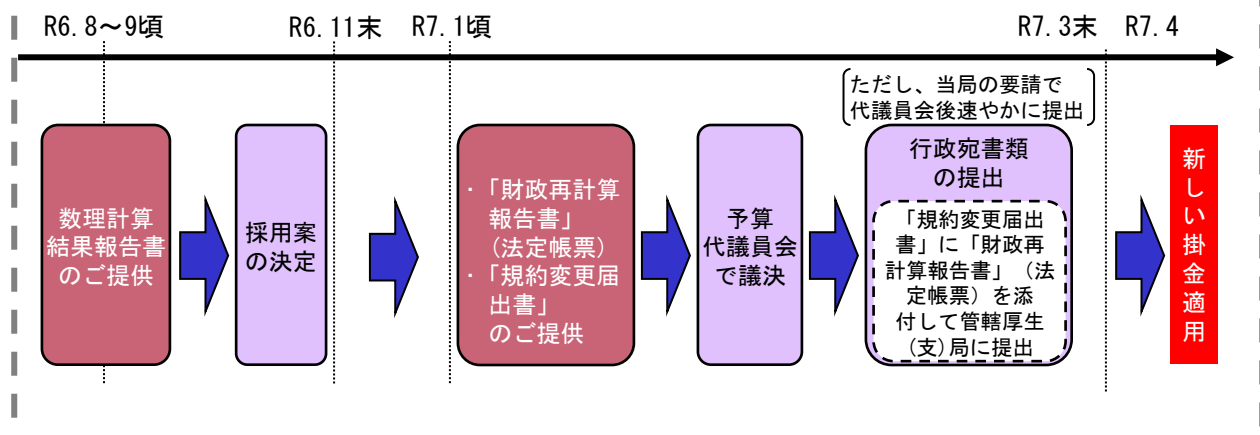 R6.8～9頃
R6.11末
R7.1頃
R7.3末
R7.4
ただし、当局の要請で
代議員会後速やかに提出
数理計算
結果報告書
のご提供
採用案
の決定
・「財政再計算
報告書」
(法定帳票)
・「規約変更届
出書」
のご提供
予算
代議員会
で議決
行政宛書類
の提出
「規約変更届出
書」に「財政再
計算報告書」(法
定帳票)を添
付して管轄厚生
(支)局に提出
新しい掛金適用